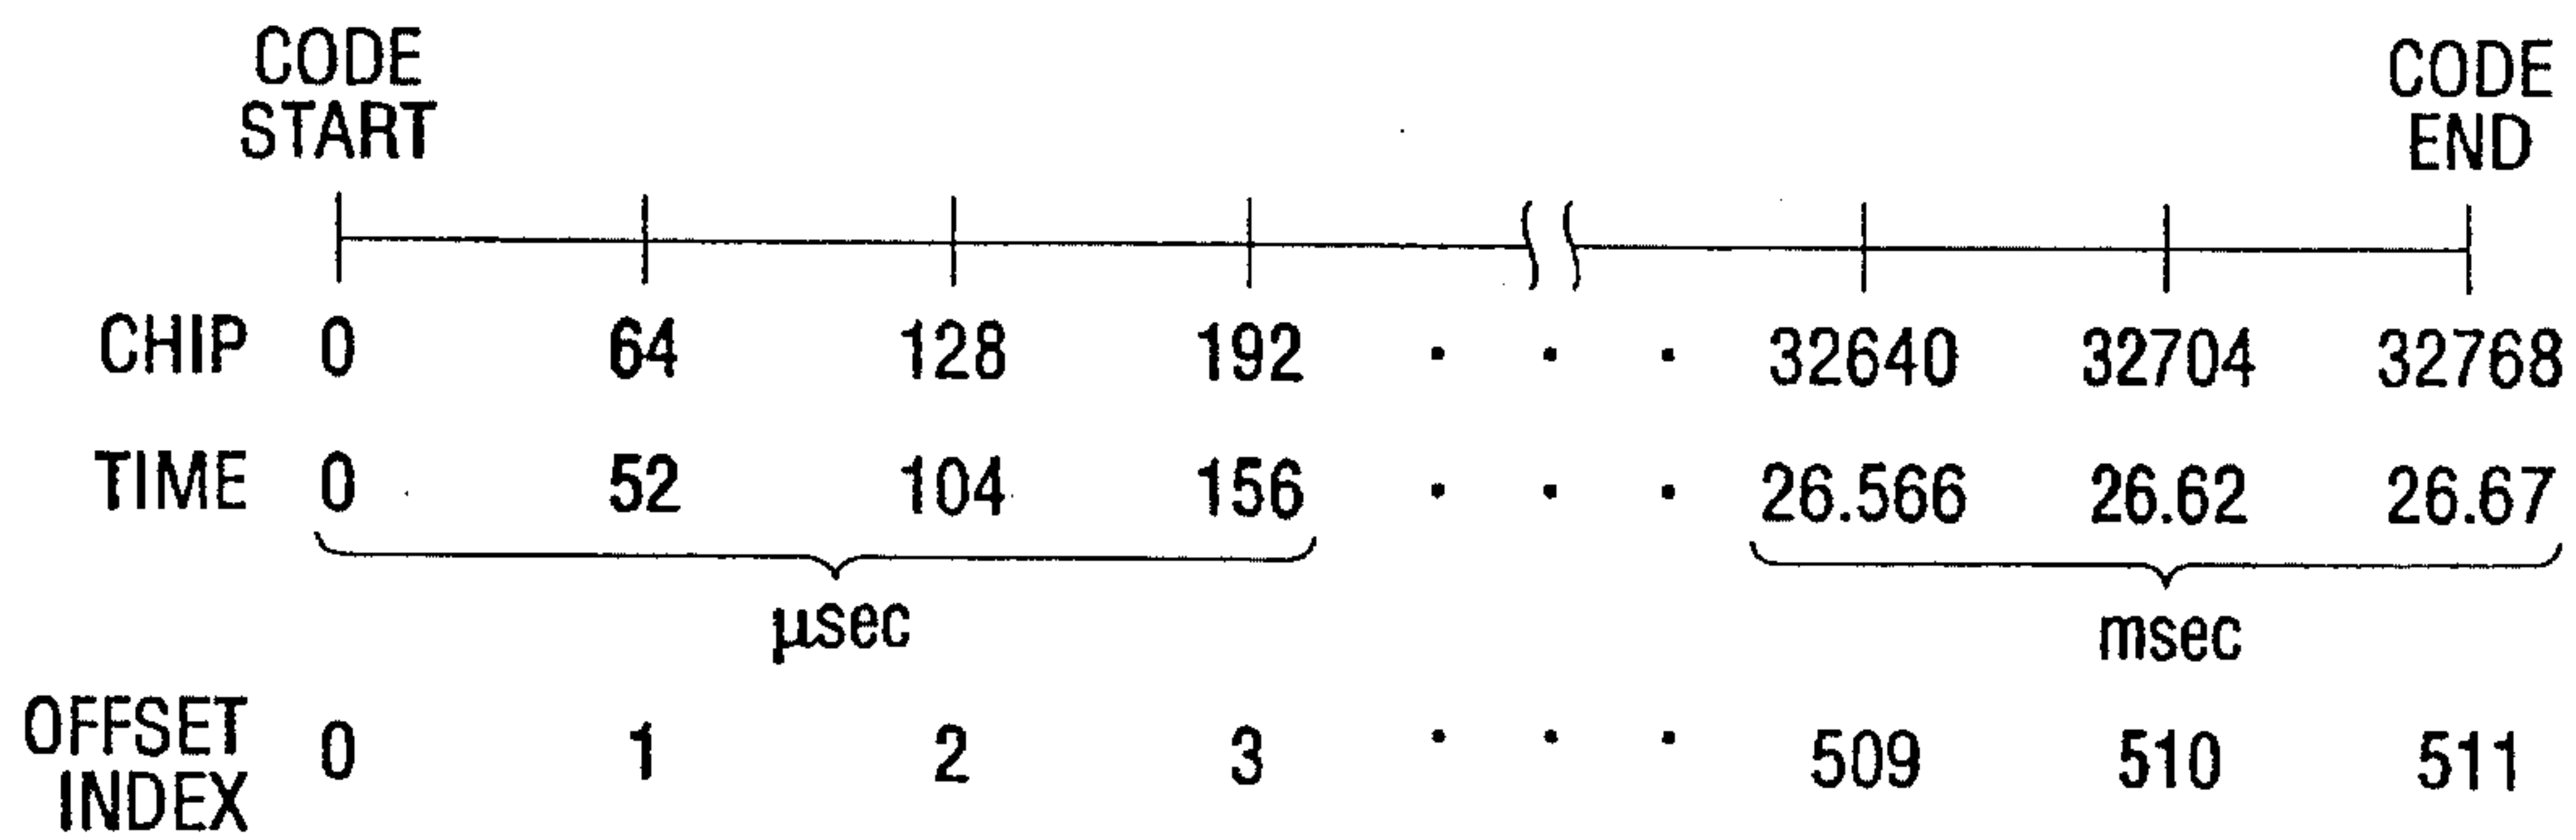 CODE
START
CODE
END
CHIP 0 64 128 192 . . . 32640 32704 32768
TIME 0 52 104 156 . . . 26.566 26.62 26.67
µsec
msec
OFFSET
INDEX
0 1 2 3 . . . 509 510 511